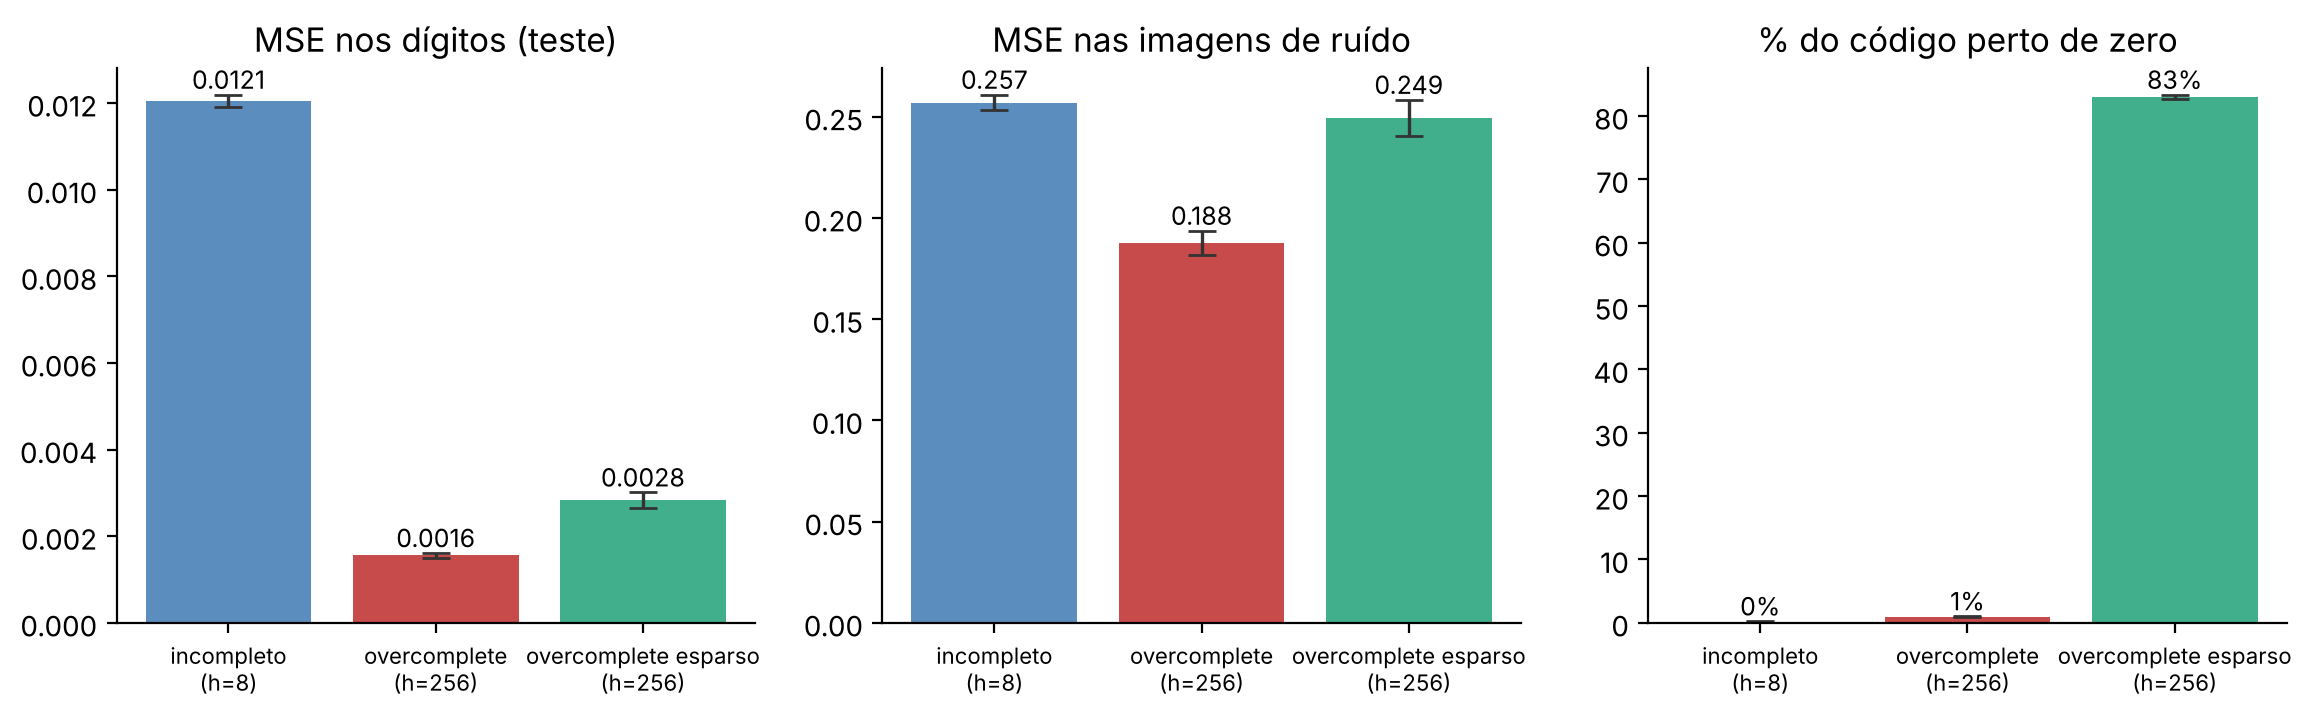 MSE nos dígitos (teste)
0.012
0.010
0.008
0.006
0.004
0.002
0.000
0.0121
0.0016
0.0028
incompleto
(h=8)
overcomplete
(h=256)
overcomplete esparso
(h=256)
MSE nas imagens de ruído
0.25
0.20
0.15
0.10
0.05
0.00
0.257
0.188
0.249
incompleto
(h=8)
overcomplete
(h=256)
overcomplete esparso
(h=256)
% do código perto de zero
80
70
60
50
40
30
20
10
0
0%
1%
83%
incompleto
(h=8)
overcomplete
(h=256)
overcomplete esparso
(h=256)